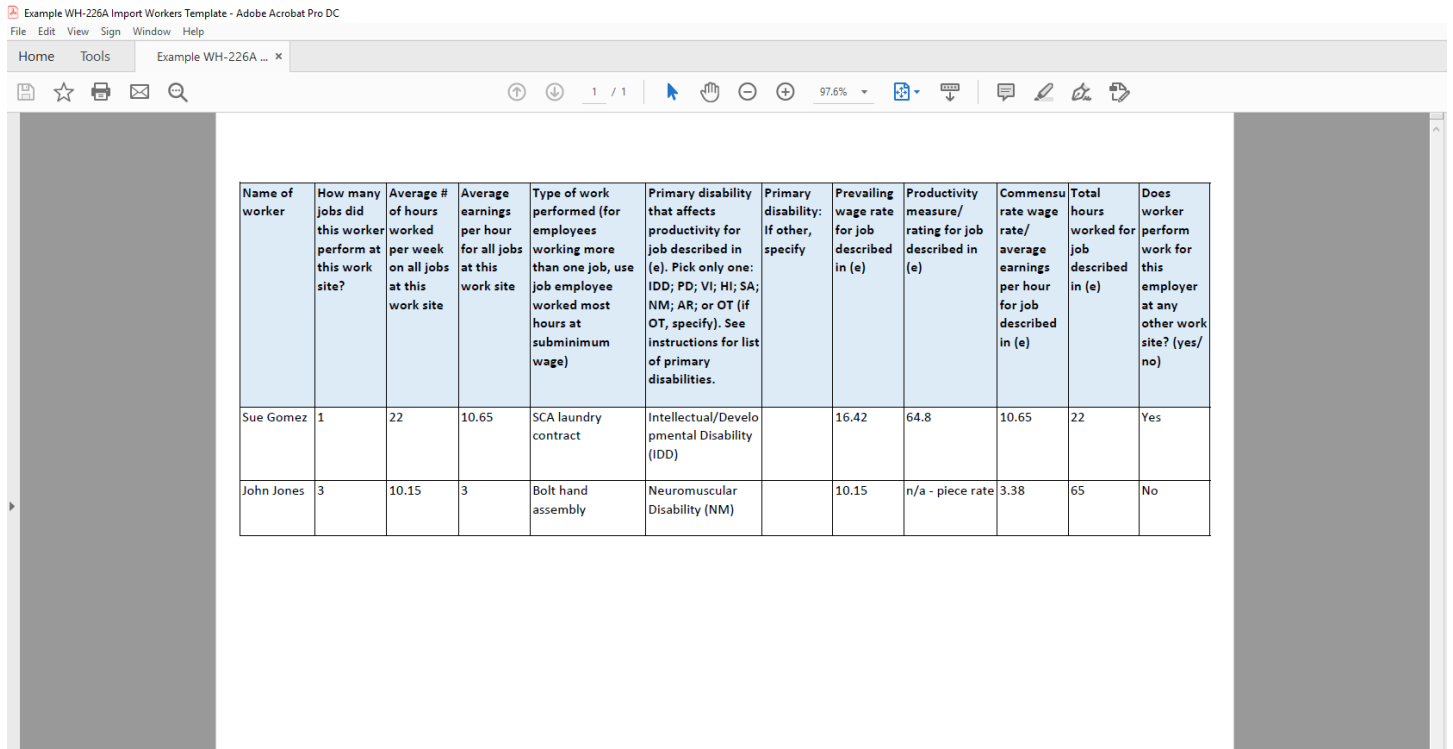 Example WH-226A Import Workers Template - Adobe Acrobat Pro DC
File Edit View Sign Window Help
Home Tools Example WH-226A ... ×
1 / 1 97.6%
Name of
worker
How many
jobs did
this worker
perform at
this work
site?
Average #
of hours
worked
per week
on all jobs
at this
work site
Average
earnings
per hour
for all jobs
at this
work site
Type of work
performed (for
employees
working more
than one job, use
job employee
worked most
hours at
subminimum
wage)
Primary disability
that affects
productivity for
job described in
(e). Pick only one:
IDD; PD; VI; HI; SA;
NM; AR; or OT (if
OT, specify). See
instructions for list
of primary
disabilities.
Primary
disability:
If other,
specify
Prevailing
wage rate
for job
described
in (e)
Productivity
measure/
rating for job
described in
(e)
Commensu
rate wage
rate/
average
earnings
per hour
for job
described
in (e)
Total
hours
worked for
job
described
in (e)
Does
worker
perform
work for
this
employer
at any
other work
site? (yes/
no)
Sue Gomez
1
22
10.65
SCA laundry
contract
Intellectual/Develo
pmental Disability
(IDD)
16.42
64.8
10.65
22
Yes
John Jones
3
10.15
3
Bolt hand
assembly
Neuromuscular
Disability (NM)
10.15
n/a - piece rate
3.38
65
No